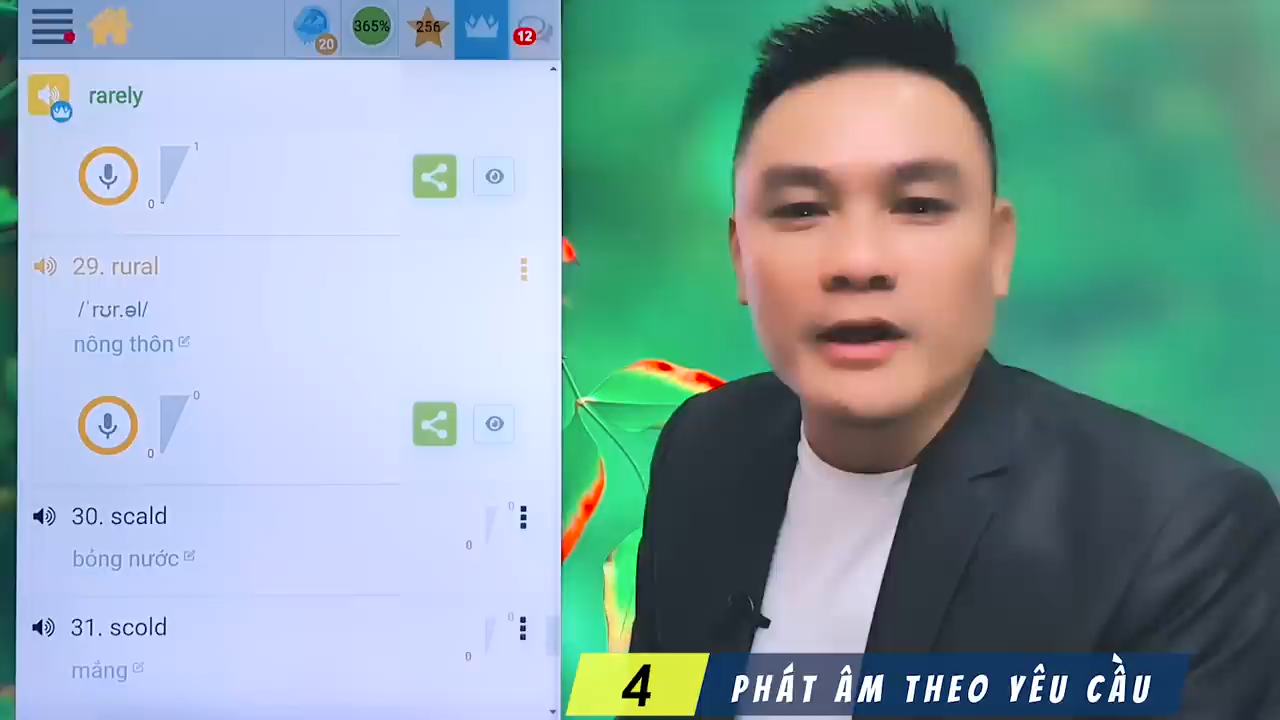 20
365%
256
12
rarely
1
0
29. rural
/ˈrʊr.əl/
nông thôn
0
0
30. scald
0
0
bỏng nước
31. scold
0
0
mắng
4 PHÁT ÂM THEO YÊU CẦU